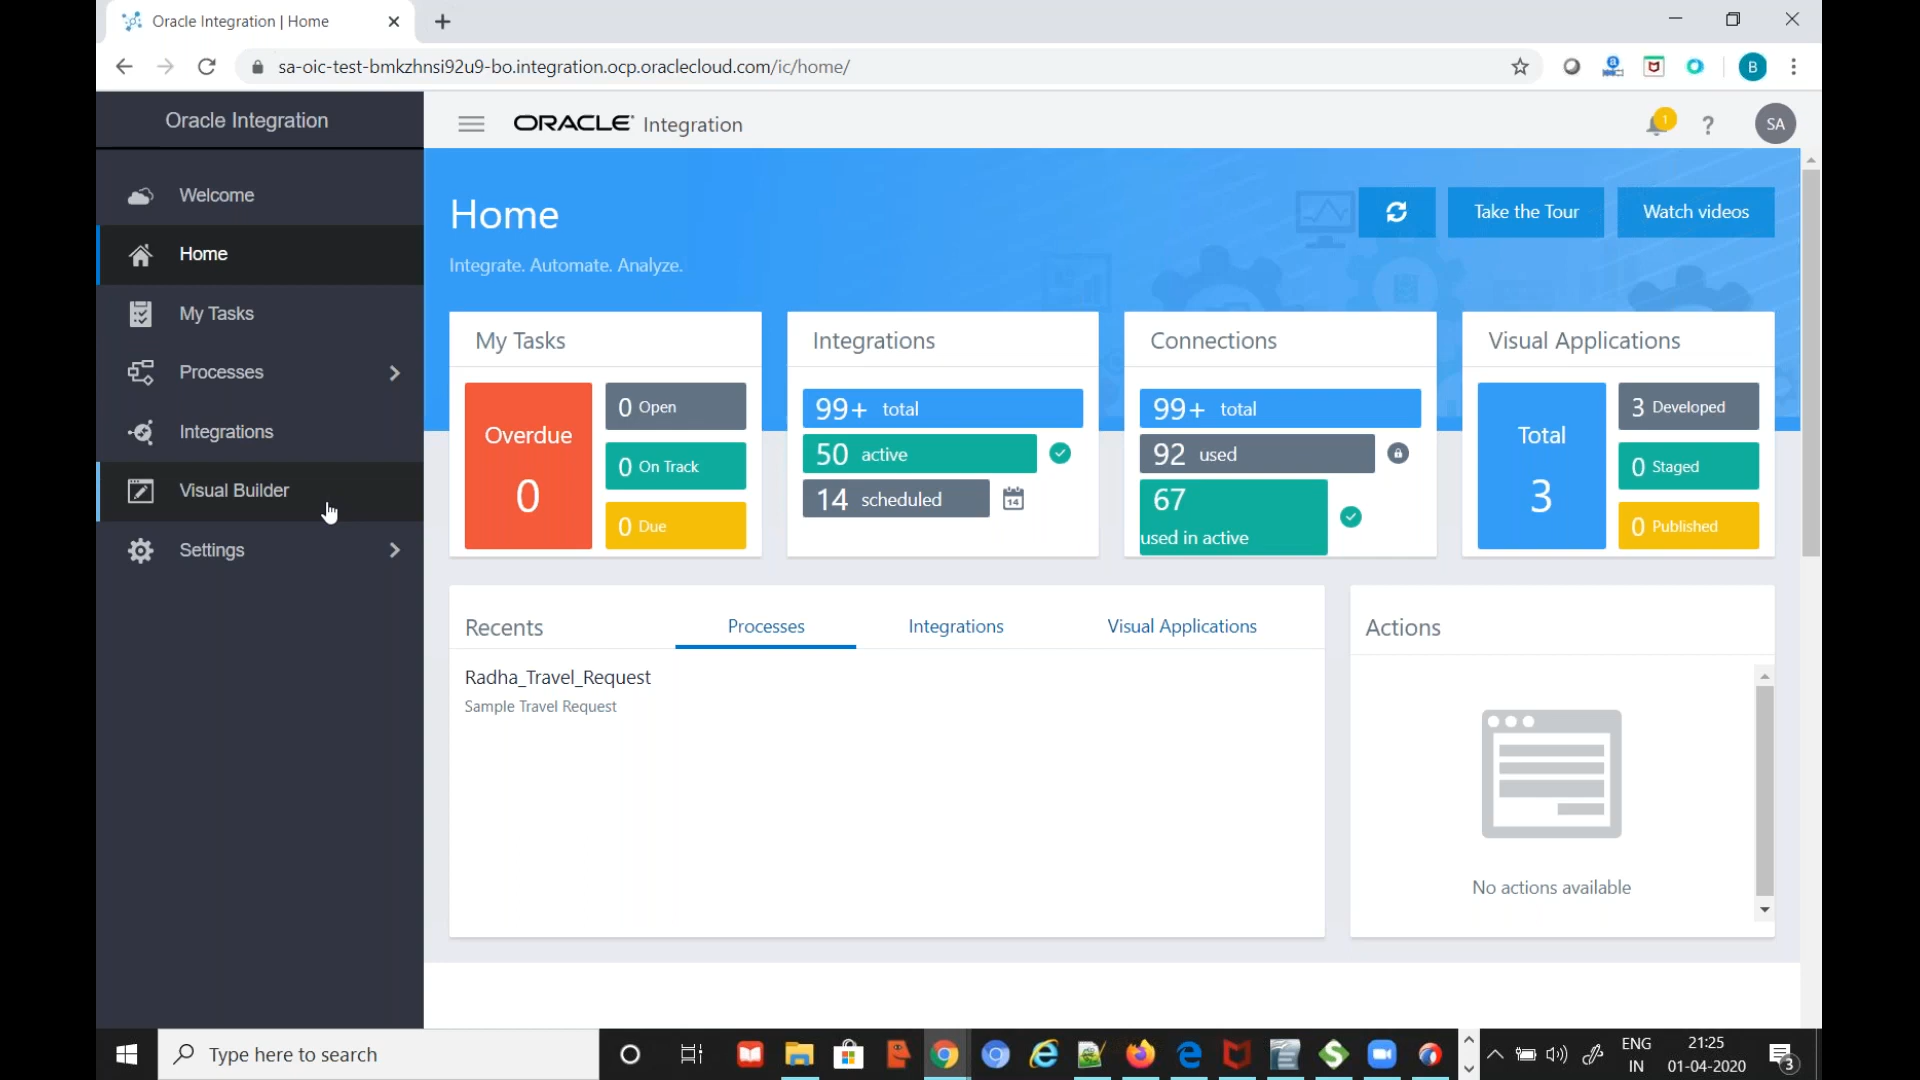 Oracle Integration | Home
sa-oic-test-bmkzhnsi92u9-bo.integration.ocp.oraclecloud.com/ic/home/
B
Oracle Integration
ORACLE Integration
1
?
SA
Welcome
Home
My Tasks
Processes
Integrations
Visual Builder
Settings
Home
Integrate. Automate. Analyze.
Take the Tour
Watch videos
My Tasks
Overdue
0
0 Open
0 On Track
0 Due
Integrations
99+ total
50 active
14 scheduled
14
Connections
99+ total
92 used
67
used in active
Visual Applications
Total
3
3 Developed
0 Staged
0 Published
Recents
Processes
Integrations
Visual Applications
Radha_Travel_Request
Sample Travel Request
Actions
No actions available
Type here to search
ENG
IN
21:25
01-04-2020
3